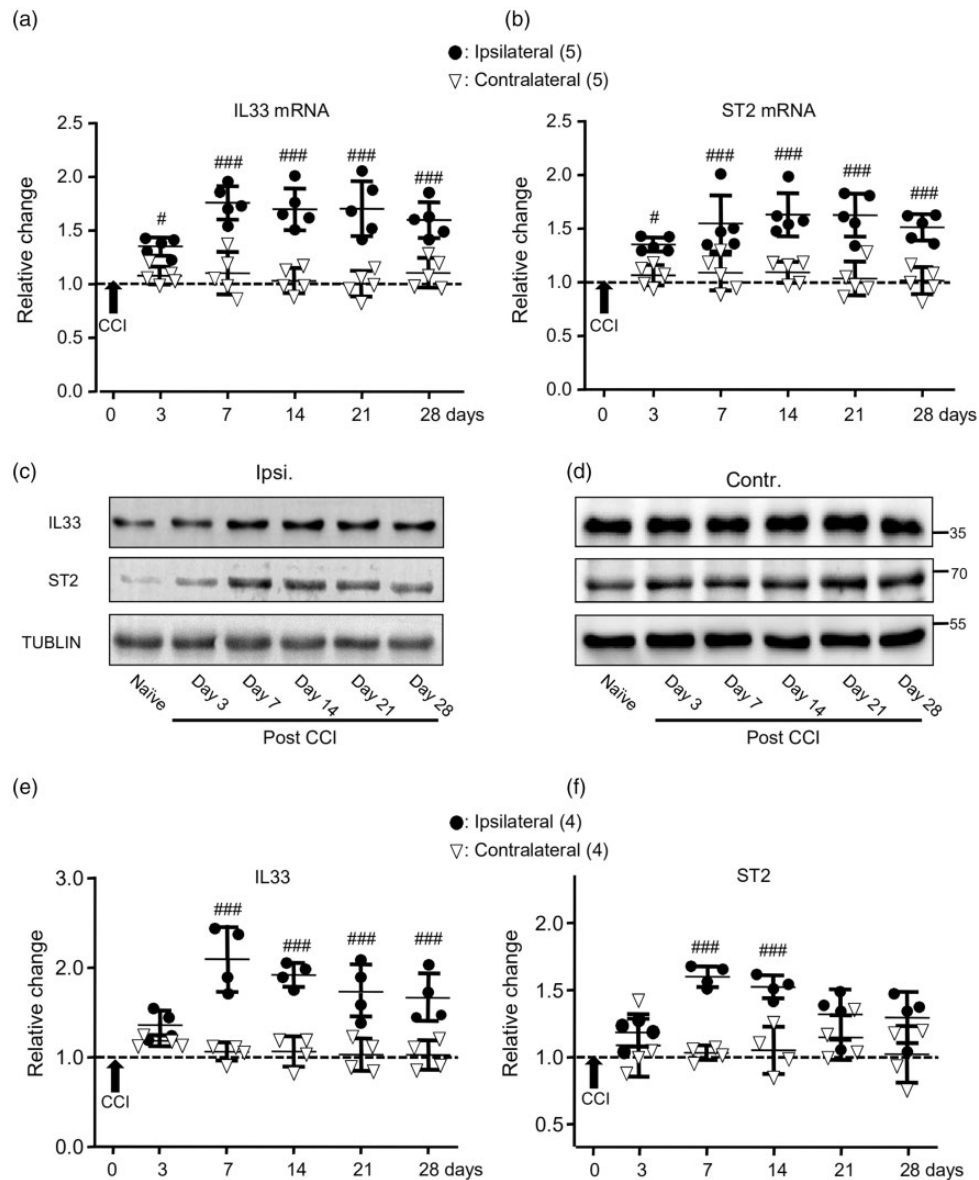 (a)
(b)
●: Ipsilateral (5)
▽: Contralateral (5)
IL33 mRNA
ST2 mRNA
Relative change
2.5
2.0
1.5
1.0
0.5
0.0
# ### ### ### ###
CCI
0 3 7 14 21 28 days
Relative change
2.5
2.0
1.5
1.0
0.5
0.0
# ### ### ### ###
CCI
0 3 7 14 21 28 days
(c)
Ipsi.
IL33
ST2
TUBLIN
Naïve Day 3 Day 7 Day 14 Day 21 Day 28
Post CCI
(d)
Contr.
35
70
55
Naïve Day 3 Day 7 Day 14 Day 21 Day 28
Post CCI
(e)
(f)
●: Ipsilateral (4)
▽: Contralateral (4)
IL33
ST2
Relative change
3.0
2.0
1.0
0.0
### ### ### ###
CCI
0 3 7 14 21 28 days
Relative change
2.0
1.5
1.0
0.5
### ###
CCI
0 3 7 14 21 28 days